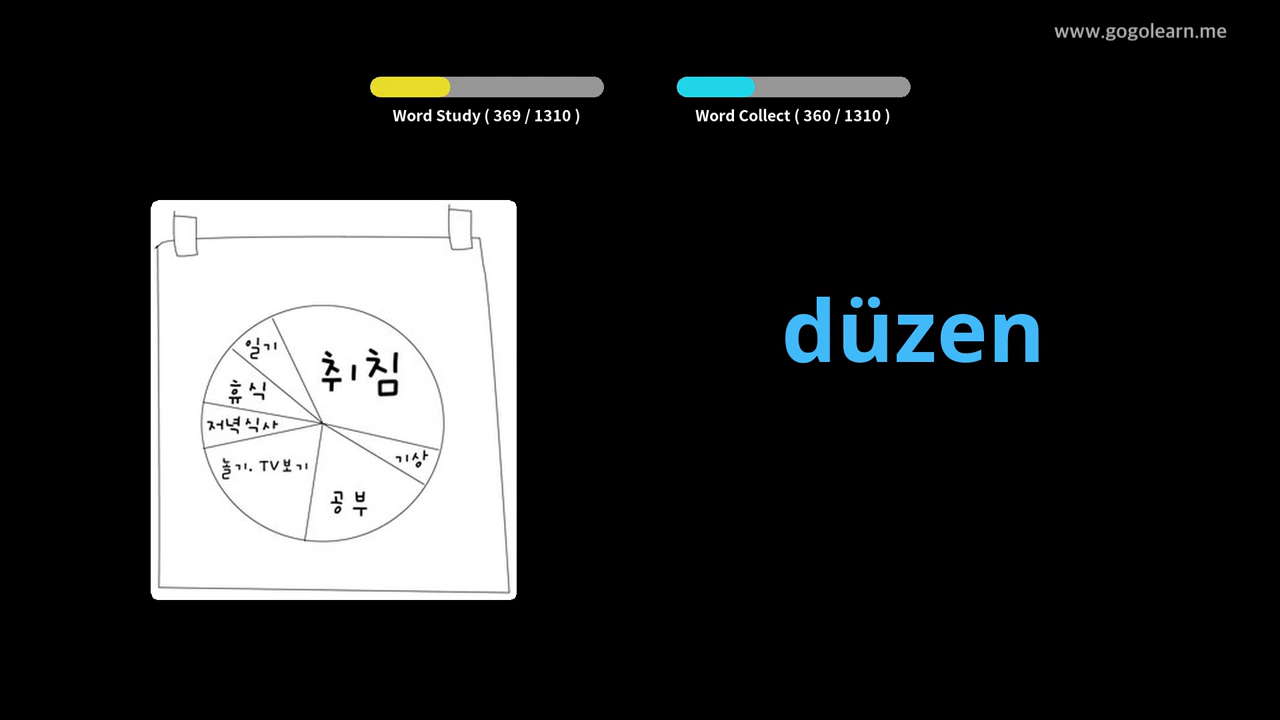 www.gogolearn.me
Word Study ( 369 / 1310 )
Word Collect ( 360 / 1310 )
일기
취침
휴식
저녁식사
놀기. TV보기
기상
공부
düzen